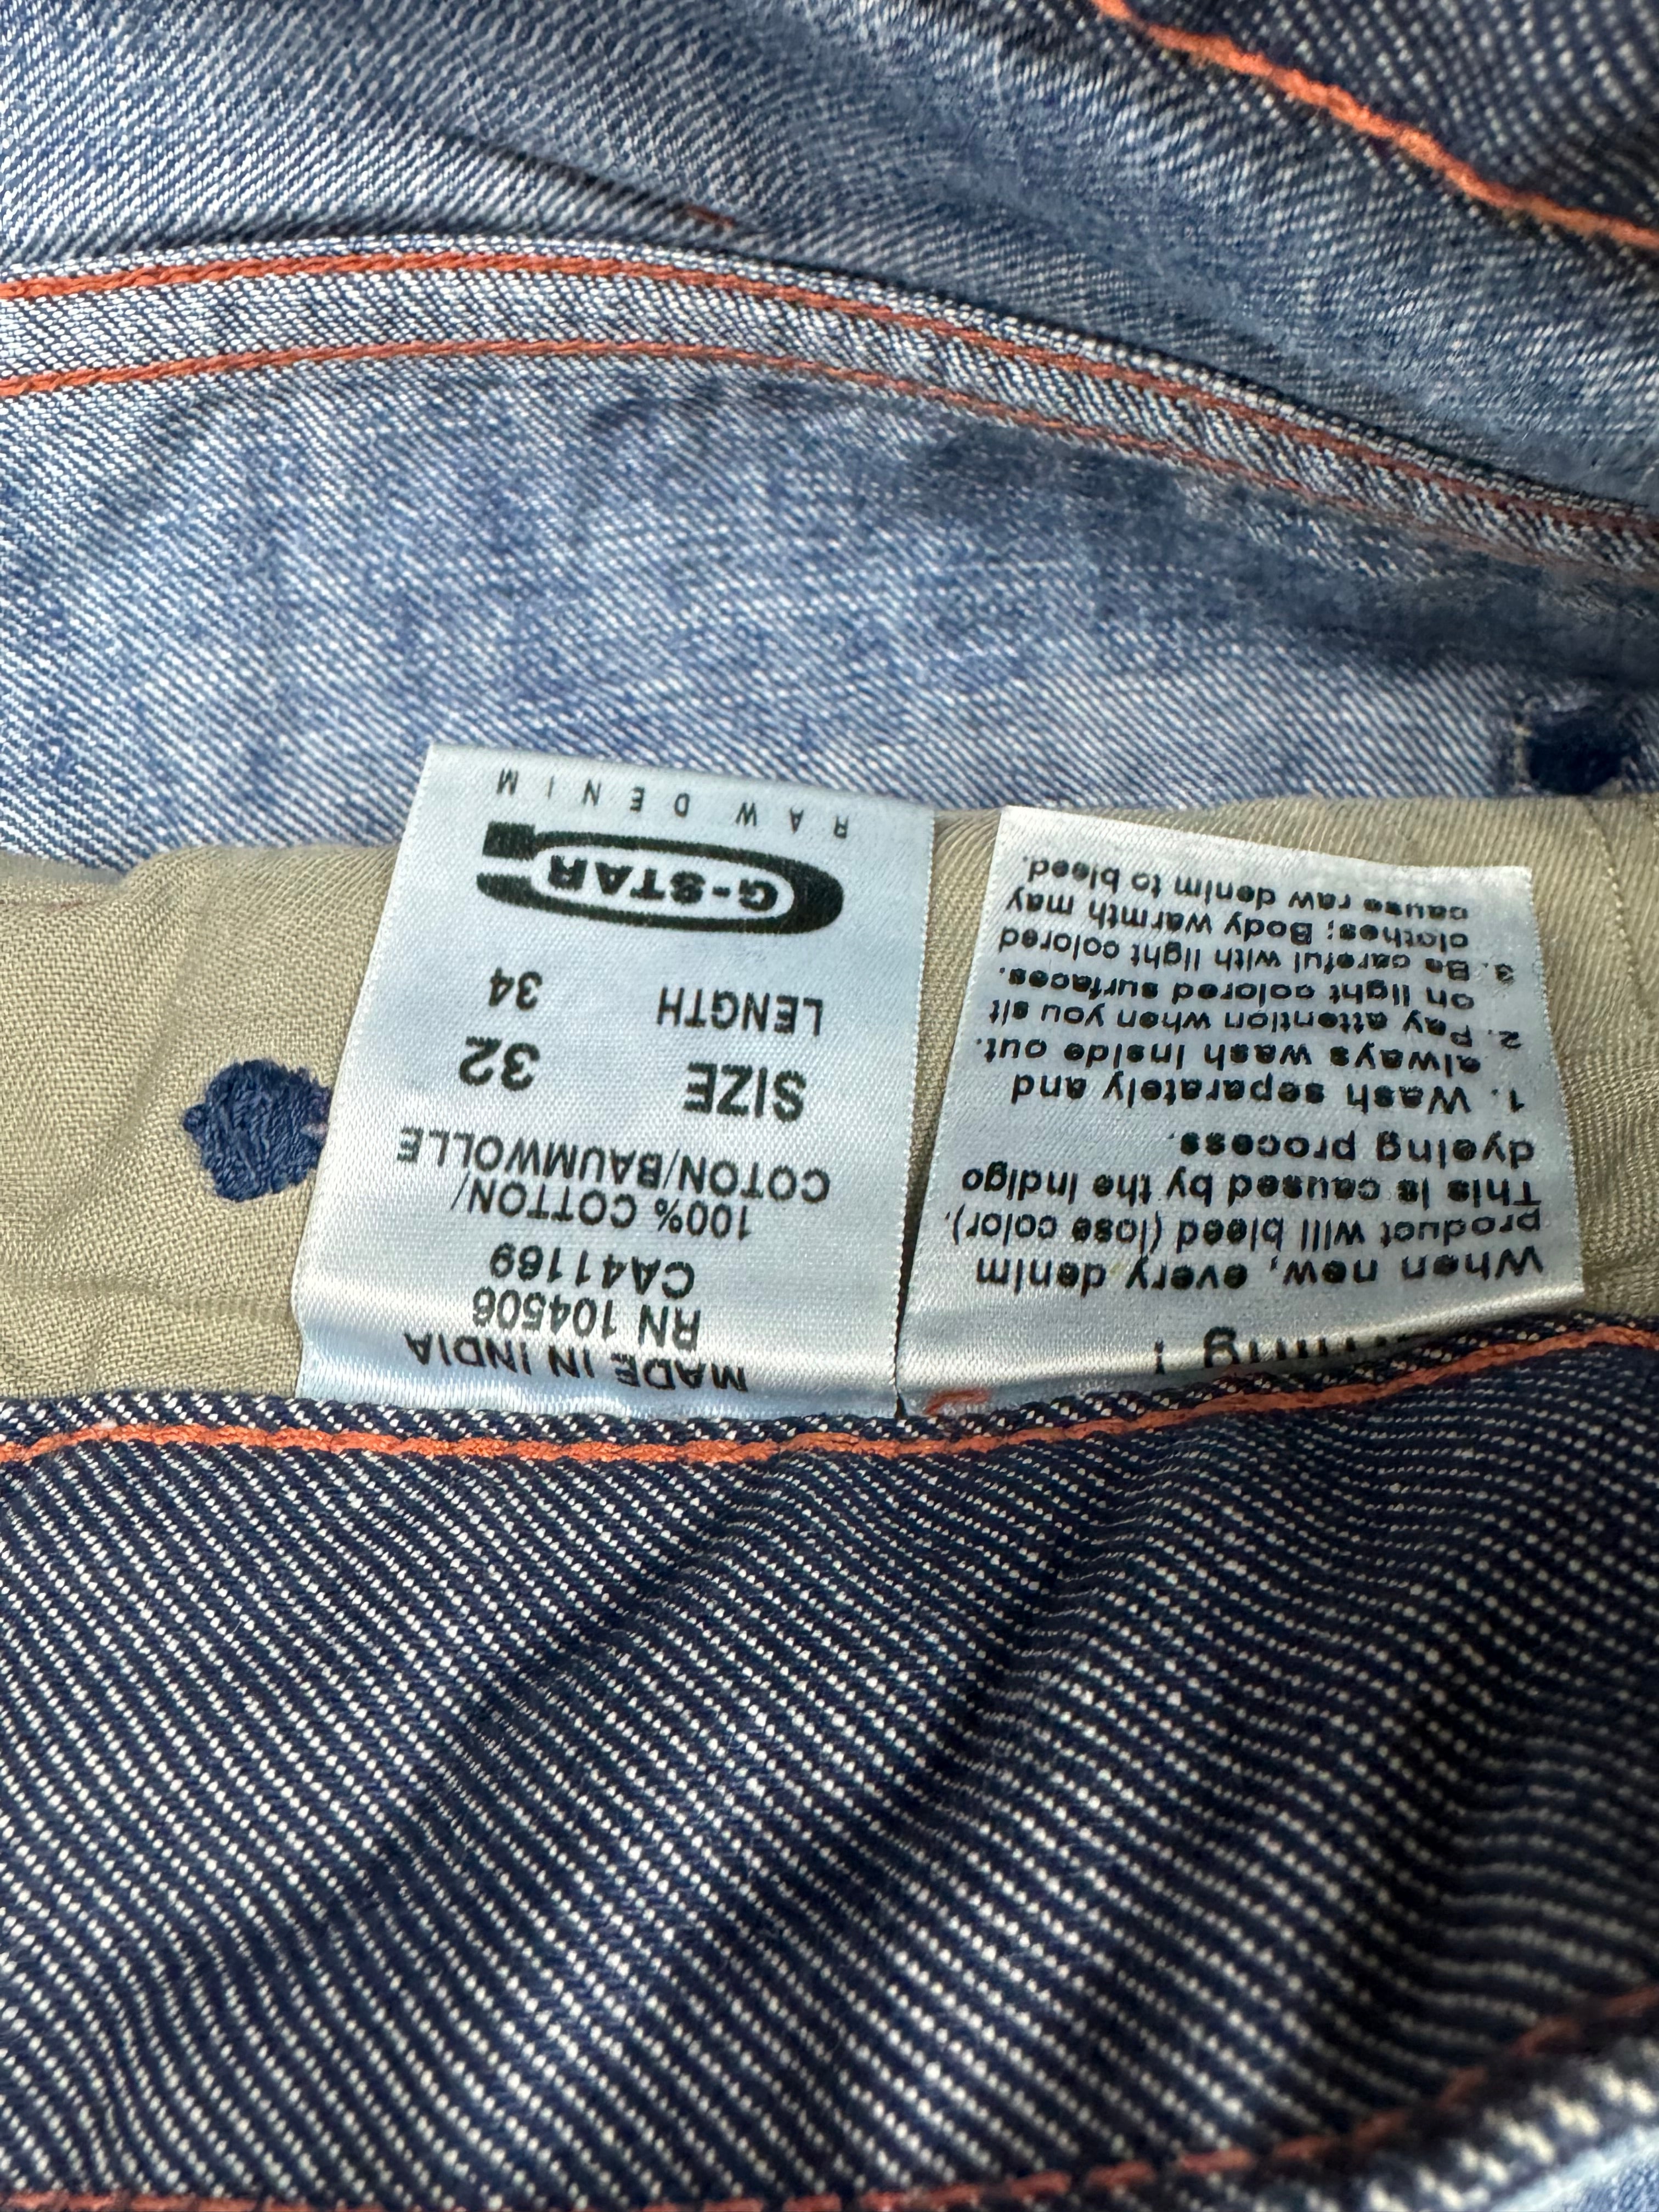 rning !
When new, every denim
product will bleed (lose color).
This is caused by the indigo
dyeing process.
1. Wash separately and
always wash inside out.
2. Pay attention when you sit
on light colored surfaces.
3. Be careful with light colored
clothes; Body warmth may
cause raw denim to bleed.
MADE IN INDIA
RN 104506
CA41169
100% COTTON/
COTON/BAUMWOLLE
SIZE 32
LENGTH 34
G-STAR
RAW DENIM